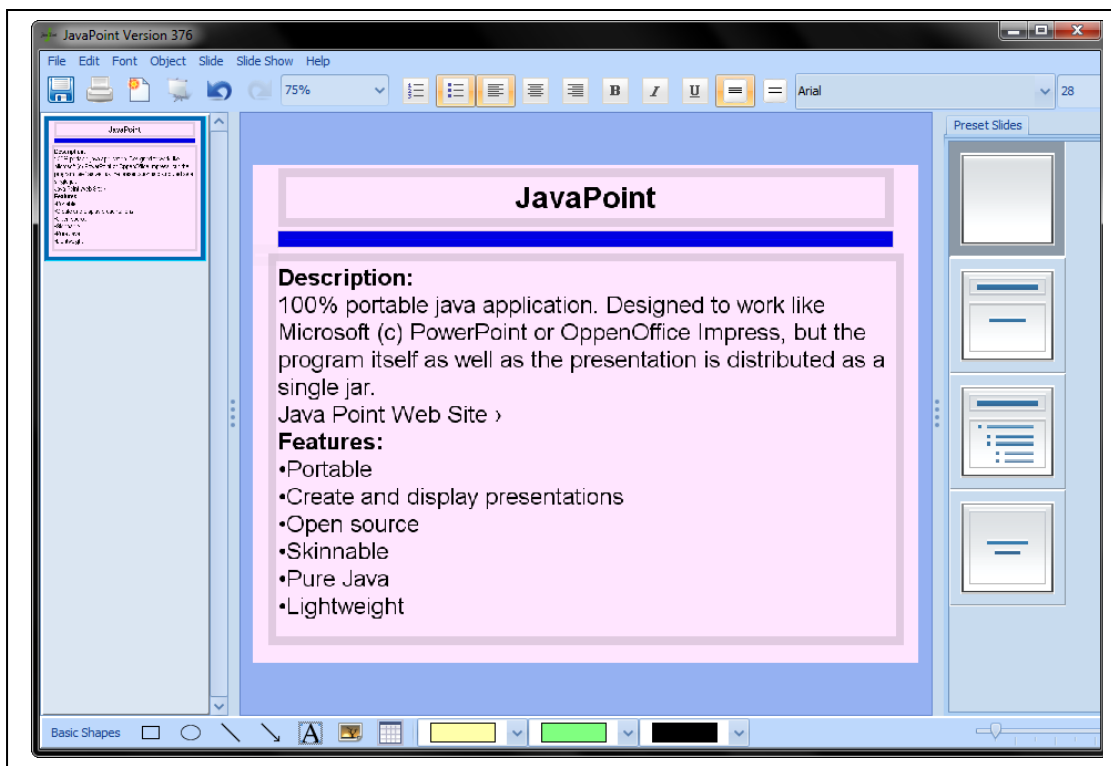 JavaPoint Version 376
File Edit Font Object Slide Slide Show Help
75% B I U Arial 28
JavaPoint
Preset Slides
JavaPoint
Description:
100% portable java application. Designed to work like
Microsoft (c) PowerPoint or OppenOffice Impress, but the
program itself as well as the presentation is distributed as a
single jar.
Java Point Web Site ›
Features:
•Portable
•Create and display presentations
•Open source
•Skinnable
•Pure Java
•Lightweight
Basic Shapes A